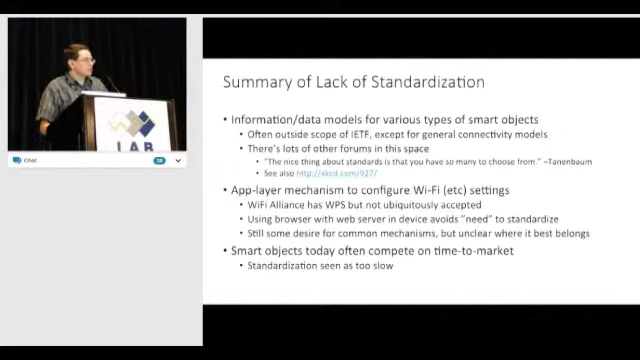 I A B
Chat
Summary of Lack of Standardization
• Information/data models for various types of smart objects
• Often outside scope of IETF, except for general connectivity models
• There's lots of other forums in this space
• "The nice thing about standards is that you have so many to choose from." –Tanenbaum
• See also http://xkcd.com/927/
• App-layer mechanism to configure Wi-Fi (etc) settings
• WiFi Alliance has WPS but not ubiquitously accepted
• Using browser with web server in device avoids "need" to standardize
• Still some desire for common mechanisms, but unclear where it best belongs
• Smart objects today often compete on time-to-market
• Standardization seen as too slow